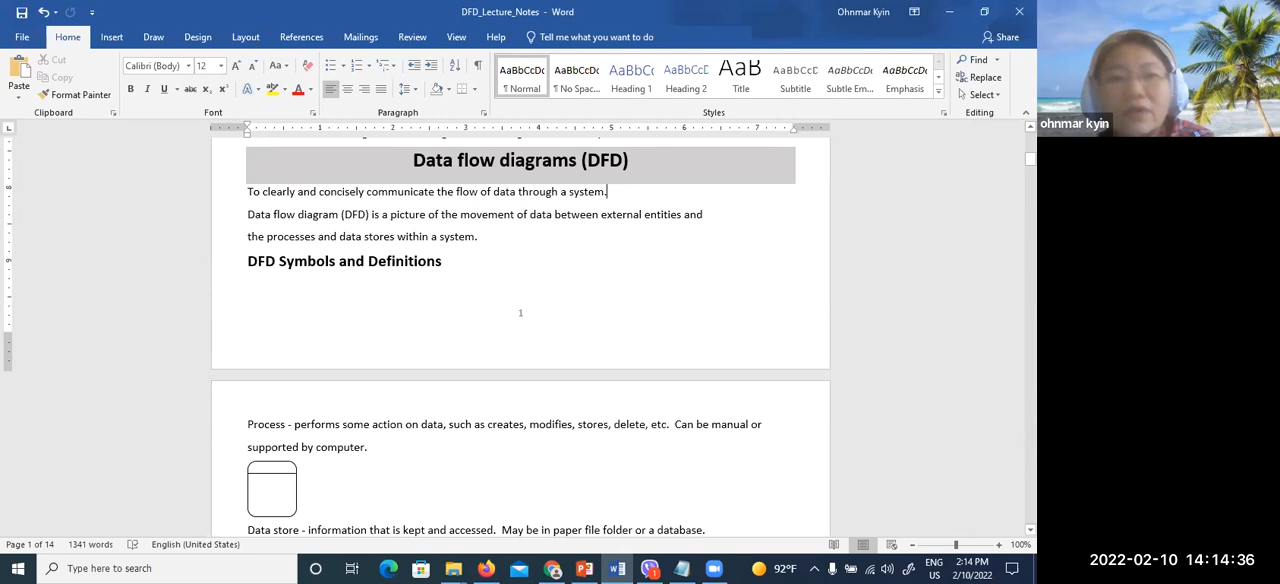 DFD_Lecture_Notes - Word
Ohnmar Kyin
File Home Insert Draw Design Layout References Mailings Review View Help Tell me what you want to do Share
Paste
Cut
Copy
Format Painter
Clipboard
Calibri (Body) 12
Font
Paragraph
AaBbCcDc AaBbCcDc AaBbCc AaBbCcDc AaB AaBbCcD AaBbCcDc AaBbCcDc
¶ Normal ¶ No Spac... Heading 1 Heading 2 Title Subtitle Subtle Em... Emphasis
Styles
Find
Replace
Select
Editing
ohnmar kyin
1 2 3 4 5 6 7
Data flow diagrams (DFD)
To clearly and concisely communicate the flow of data through a system.
Data flow diagram (DFD) is a picture of the movement of data between external entities and
the processes and data stores within a system.
DFD Symbols and Definitions
1
Process - performs some action on data, such as creates, modifies, stores, delete, etc.  Can be manual or
supported by computer.
Data store - information that is kept and accessed.  May be in paper file folder or a database.
Page 1 of 14 1341 words English (United States) 100%
Type here to search
92°F
ENG
US
2:14 PM
2/10/2022
2022-02-10 14:14:36